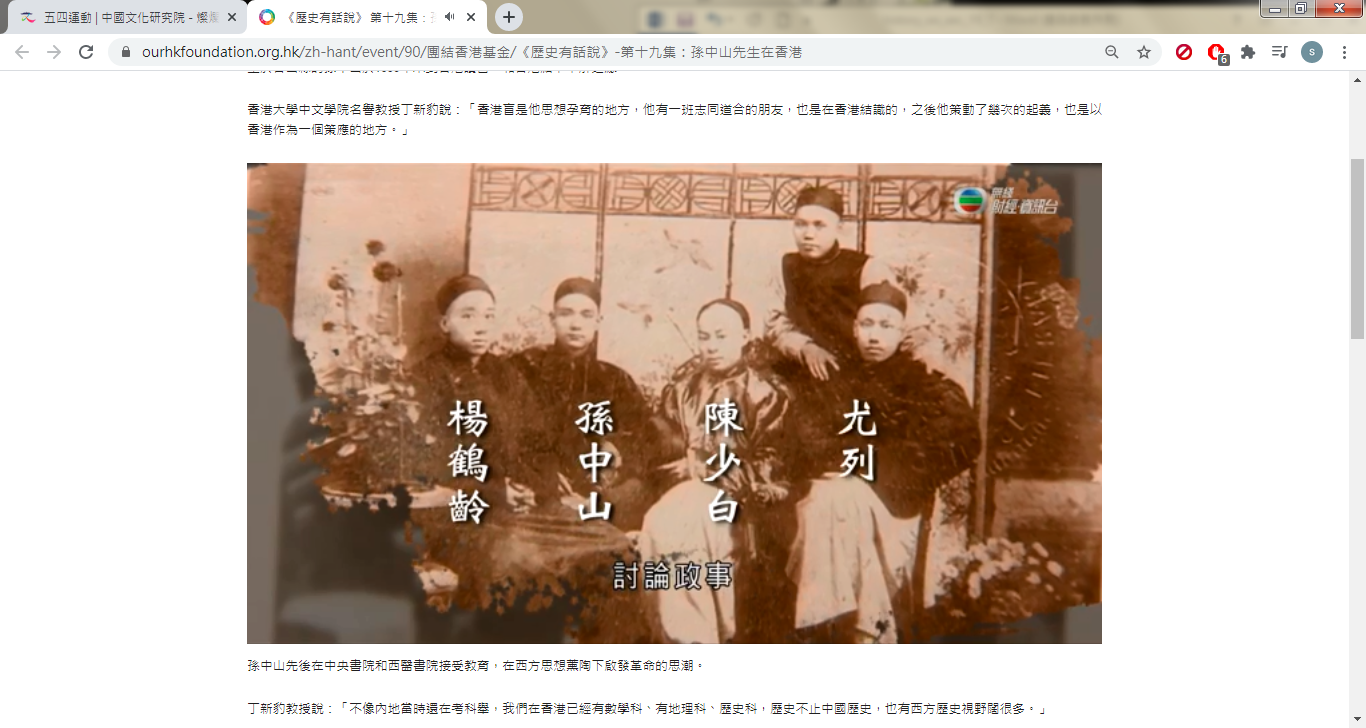 五四運動 | 中國文化研究院 - 燦爛
《歷史有話說》 第十九集：孫
ourhkfoundation.org.hk/zh-hant/event/90/團結香港基金/《歷史有話說》-第十九集：孫中山先生在香港
6
s
香港大學中文學院名譽教授丁新豹說：「香港盲是他思想孕育的地方，他有一班志同道合的朋友，也是在香港結識的，之後他策動了幾次的起義，也是以
香港作為一個策應的地方。」
無綫
財經·資訊台
楊鶴齡
孫中山
陳少白
尤列
討論政事
孫中山先後在中央書院和西醫書院接受教育，在西方思想薰陶下啟發革命的思潮。
丁新豹教授說：「不像內地當時還在考科舉，我們在香港已經有數學科、有地理科、歷史科，歷史不止中國歷史，也有西方歷史視野闊很多。」